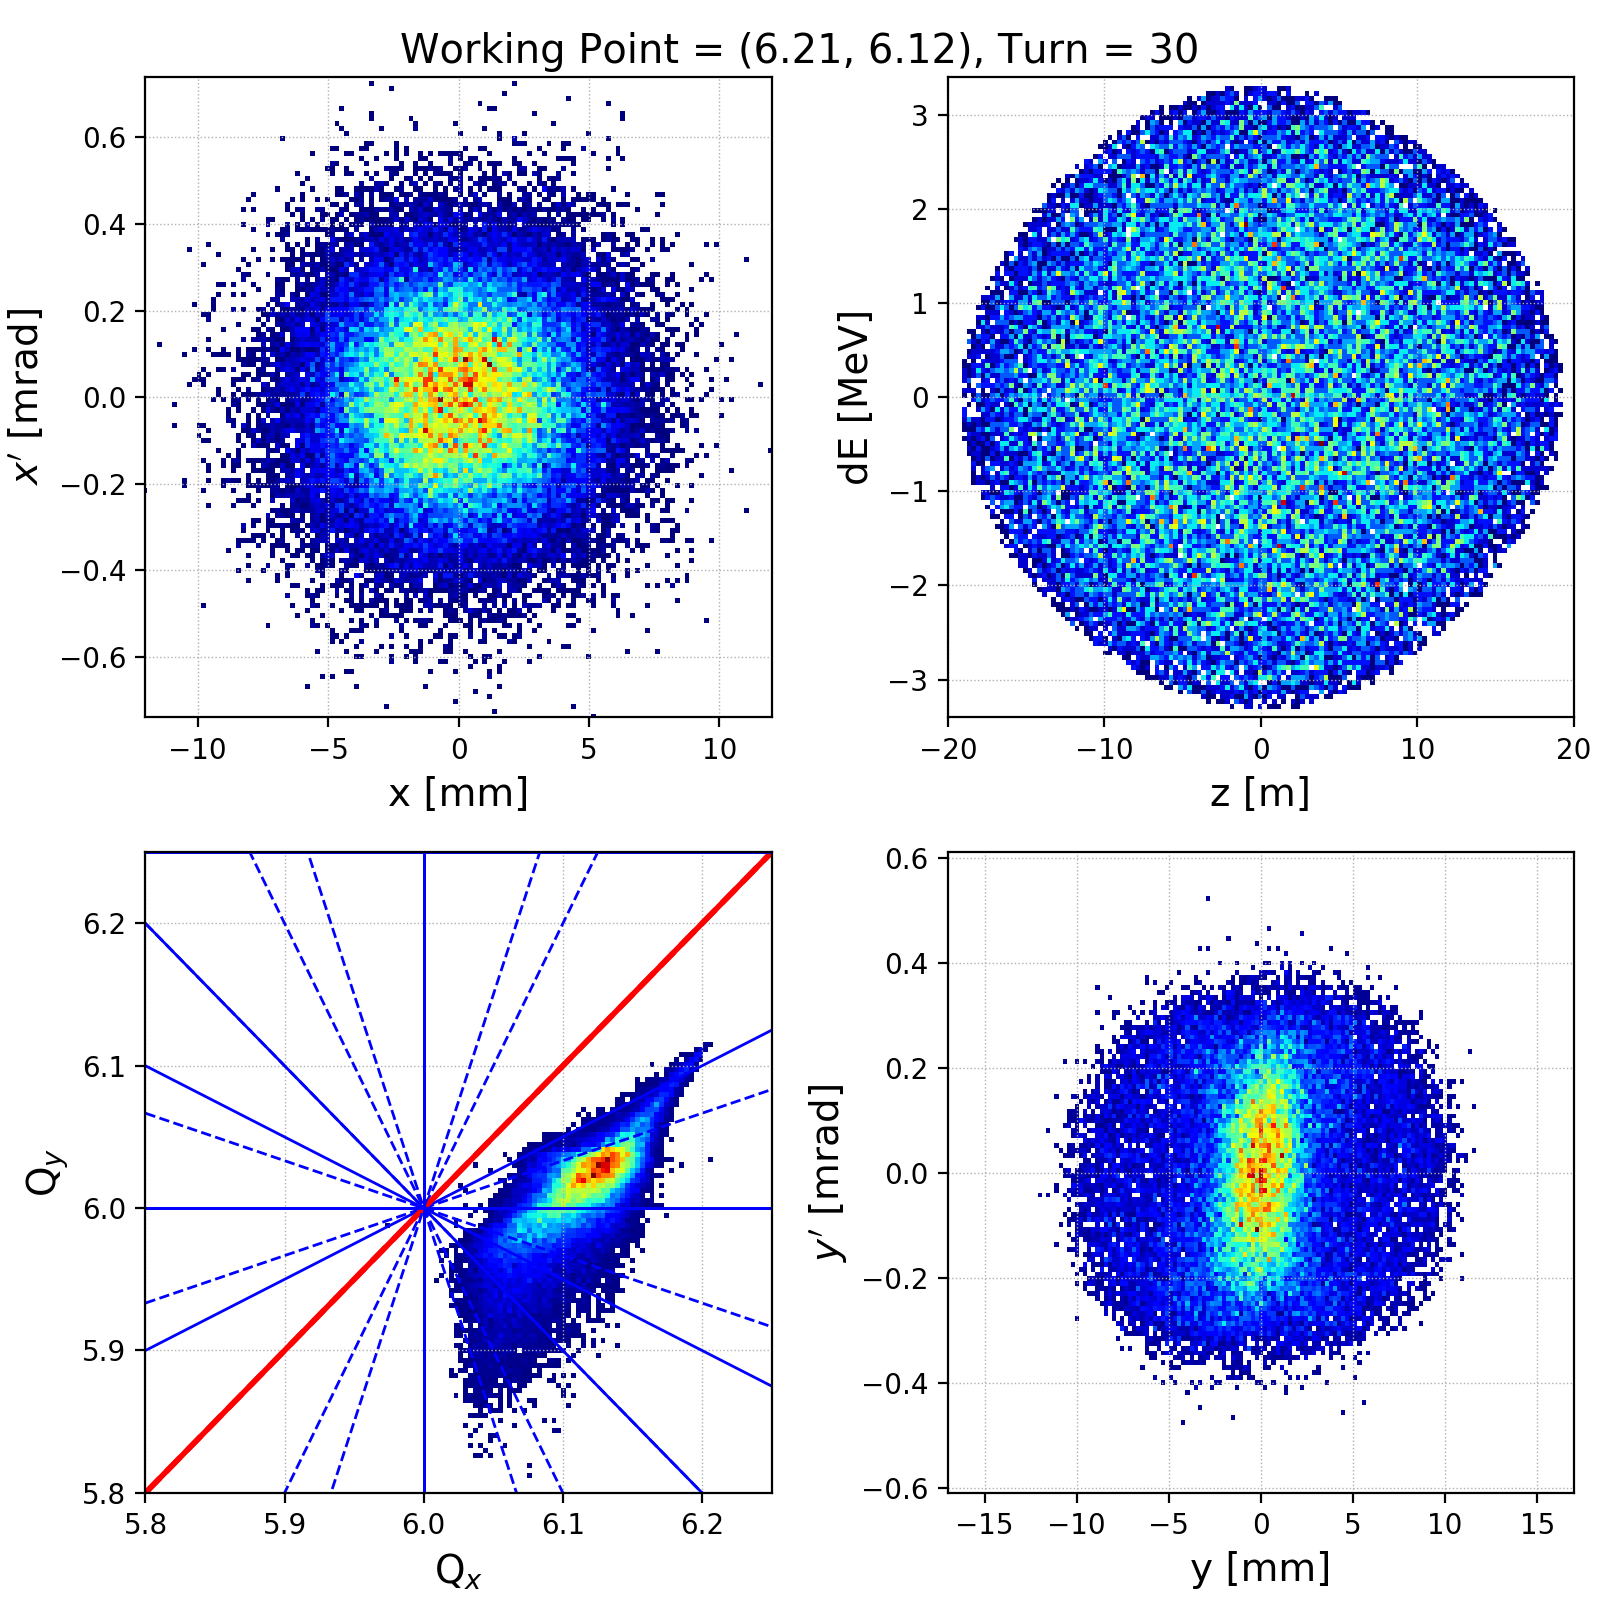 Working Point = (6.21, 6.12), Turn = 30
0.6
0.4
0.2
0.0
−0.2
−0.4
−0.6
x′ [mrad]
−10 −5 0 5 10
x [mm]
3
2
1
0
−1
−2
−3
dE [MeV]
−20 −10 0 10 20
z [m]
6.2
6.1
6.0
5.9
5.8
Qy
5.8 5.9 6.0 6.1 6.2
Qx
0.6
0.4
0.2
0.0
−0.2
−0.4
−0.6
y′ [mrad]
−15 −10 −5 0 5 10 15
y [mm]